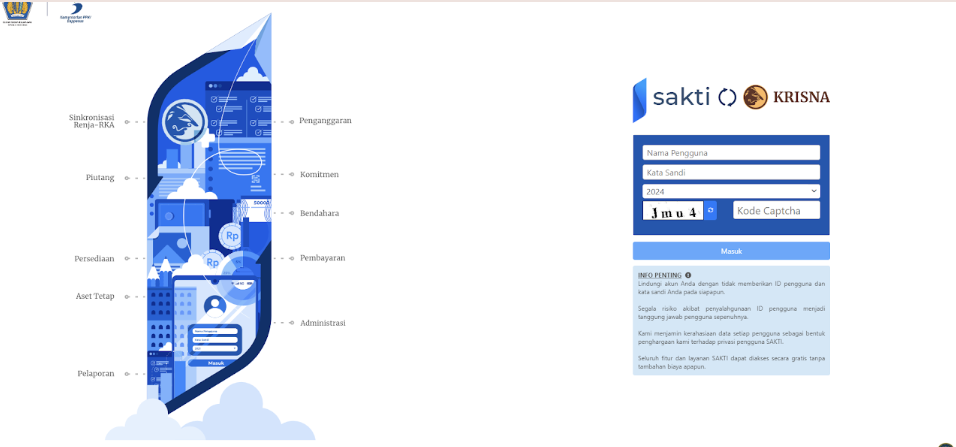 Sinkronisasi
Renja-RKA
Piutang
Persediaan
Aset Tetap
Pelaporan
Penganggaran
Komitmen
Bendahara
Pembayaran
Administrasi
Rp
Rp
Masuk
sakti KRISNA
Nama Pengguna
Kata Sandi
2024
Jmu4
Kode Captcha
Masuk
INFO PENTING
Lindungi akun Anda dengan tidak memberikan ID pengguna dan
kata sandi Anda pada siapapun.
Segala risiko akibat penyalahgunaan ID pengguna menjadi
tanggung jawab pengguna sepenuhnya.
Kami menjamin kerahasiaan data setiap pengguna sebagai bentuk
penghargaan kami terhadap privasi pengguna SAKTI.
Seluruh fitur dan layanan SAKTI dapat diakses secara gratis tanpa
tambahan biaya apapun.